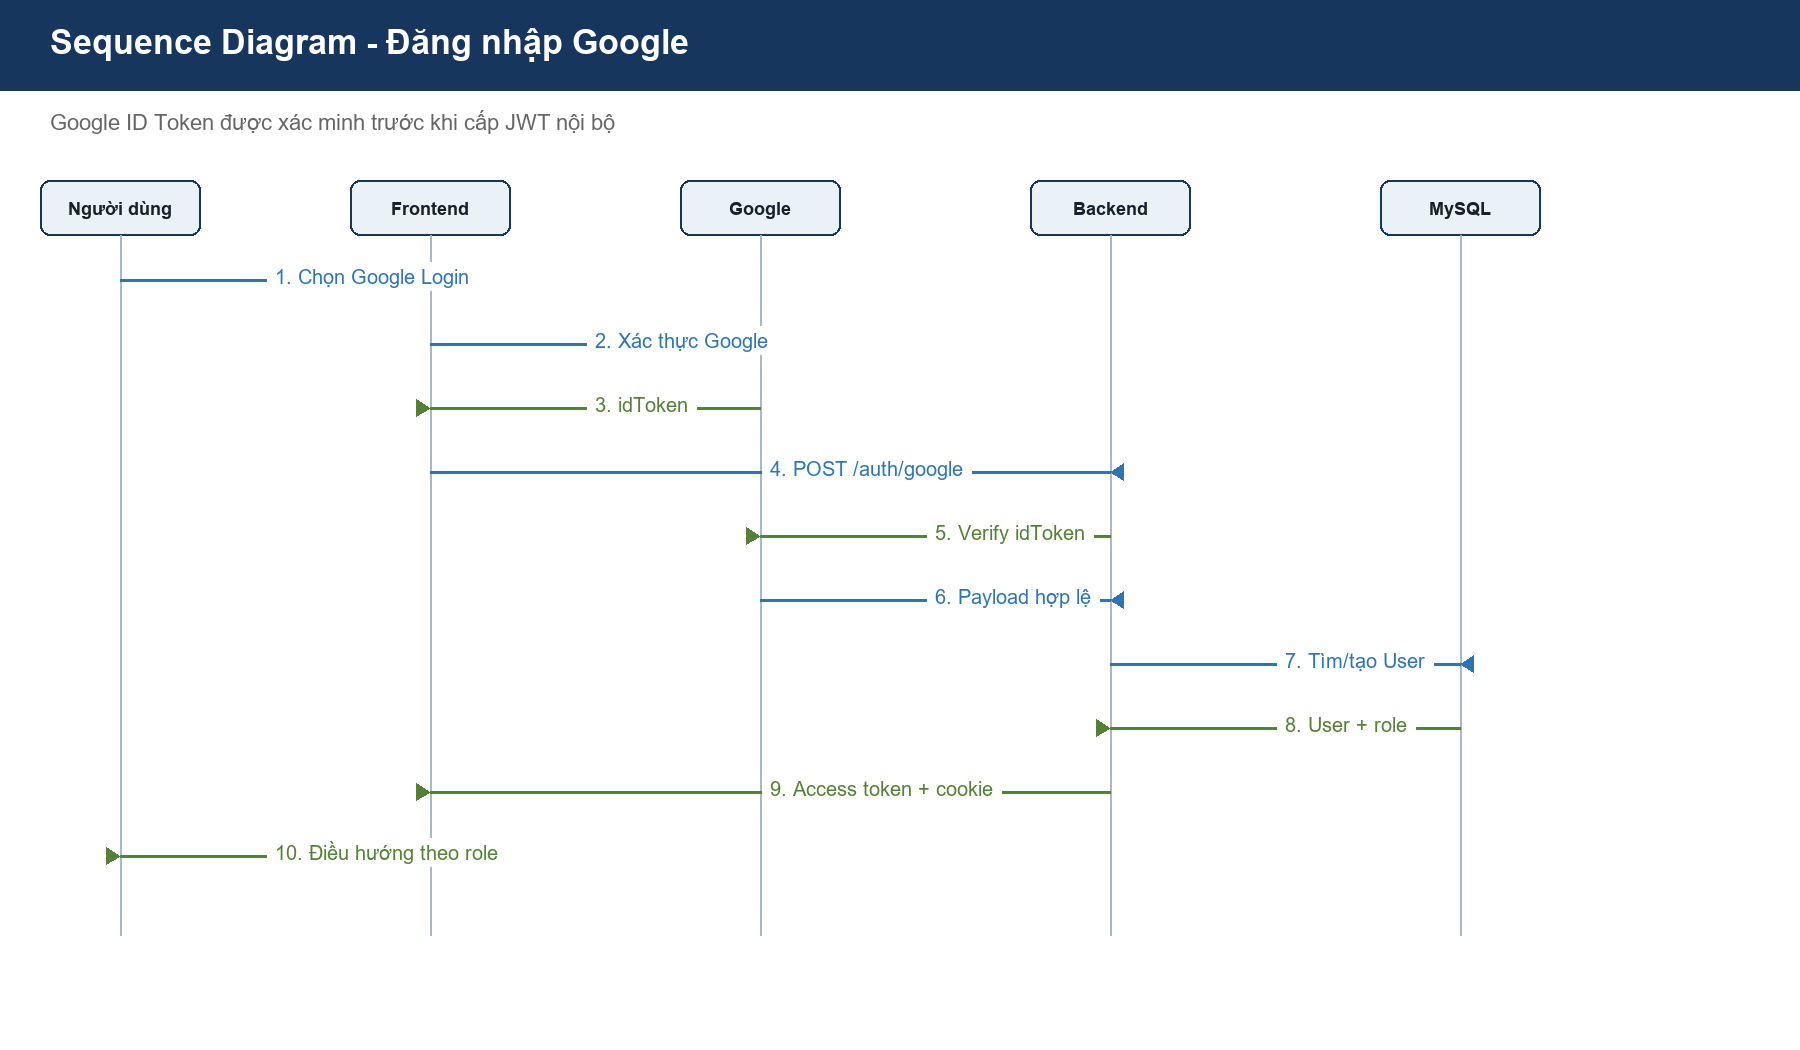 Sequence Diagram - Đăng nhập Google
Google ID Token được xác minh trước khi cấp JWT nội bộ
Người dùng
Frontend
Google
Backend
MySQL
1. Chọn Google Login
2. Xác thực Google
3. idToken
4. POST /auth/google
5. Verify idToken
6. Payload hợp lệ
7. Tìm/tạo User
8. User + role
9. Access token + cookie
10. Điều hướng theo role